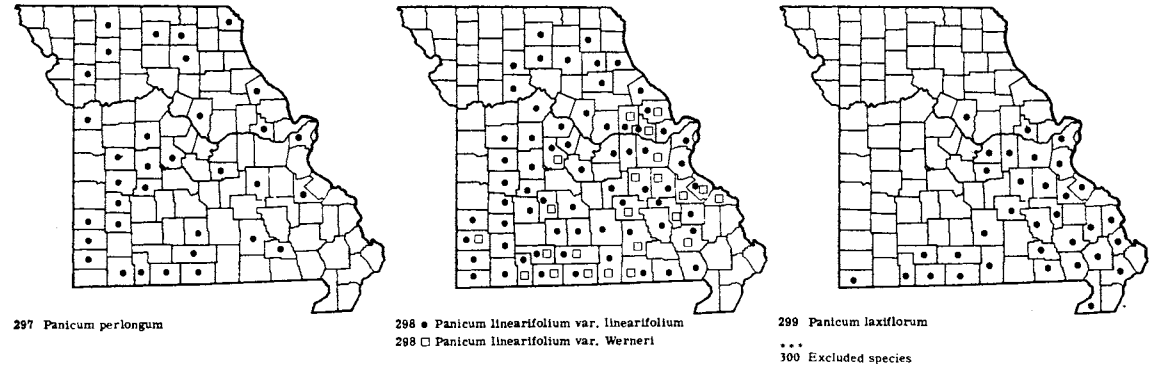 297 Panicum perlongum
298 ● Panicum linearifolium var. linearifolium
298 □ Panicum linearifolium var. Werneri
299 Panicum laxiflorum
***
300 Excluded species